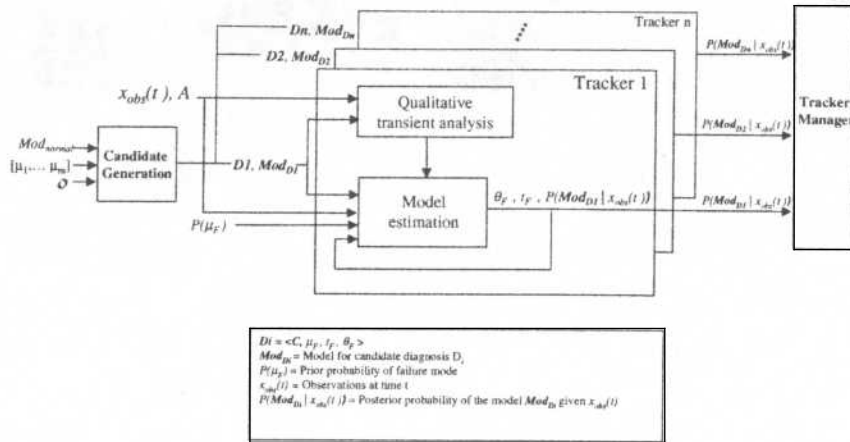 Tracker n
Dn, Mod_Dn
P(Mod_Dn | x_obs(t))
D2, Mod_D2
Tracker 1
x_obs(t), A
Qualitative
transient analysis
P(Mod_D2 | x_obs(t))
Tracker
Manager
Mod_normal
{μ_1,... μ_m}
Candidate
Generation
D1, Mod_D1
Model
estimation
θ_F , t_F , P(Mod_D1 | x_obs(t))
P(Mod_D1 | x_obs(t))
P(μ_F)
Di = <C, μ_F, t_F, θ_F>
Mod_Di = Model for candidate diagnosis D_i
P(μ_F) = Prior probability of failure mode
x_obs(t) = Observations at time t
P(Mod_Di | x_obs(t)) = Posterior probability of the model Mod_Di given x_obs(t)